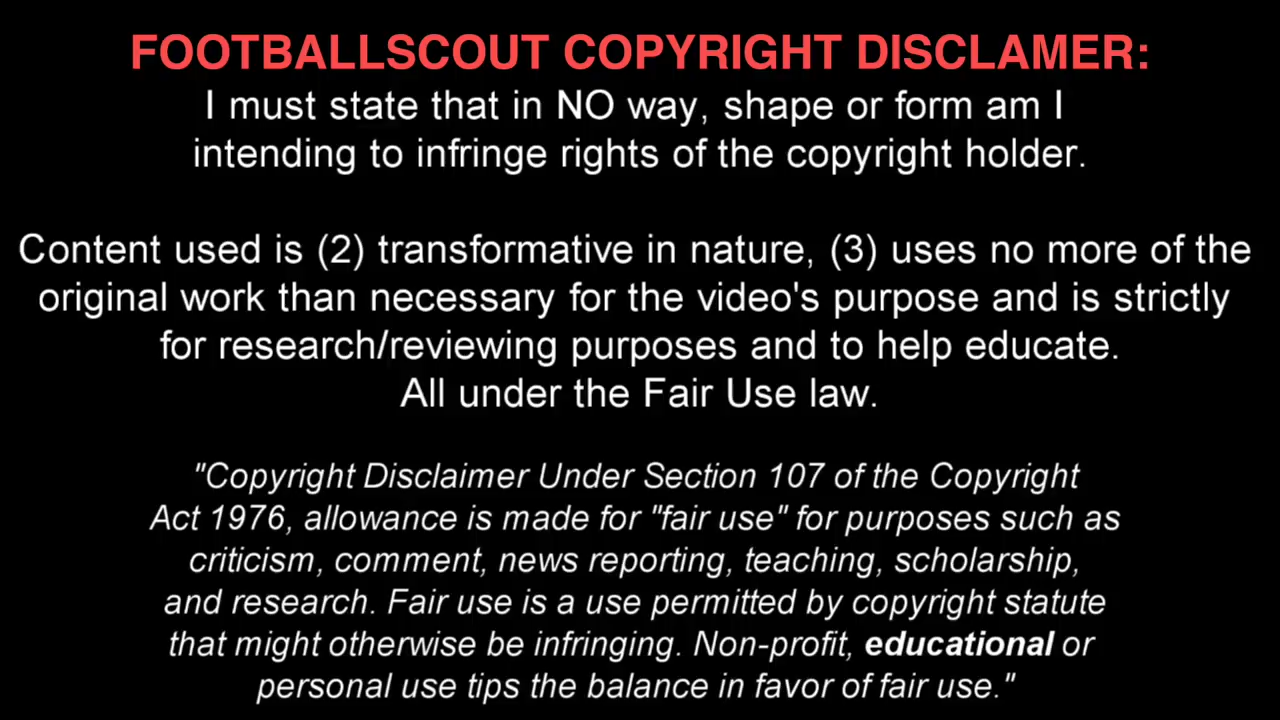 FOOTBALLSCOUT COPYRIGHT DISCLAMER:
I must state that in NO way, shape or form am I
intending to infringe rights of the copyright holder.
Content used is (2) transformative in nature, (3) uses no more of the
original work than necessary for the video's purpose and is strictly
for research/reviewing purposes and to help educate.
All under the Fair Use law.
"Copyright Disclaimer Under Section 107 of the Copyright
Act 1976, allowance is made for "fair use" for purposes such as
criticism, comment, news reporting, teaching, scholarship,
and research. Fair use is a use permitted by copyright statute
that might otherwise be infringing. Non-profit, educational or
personal use tips the balance in favor of fair use."